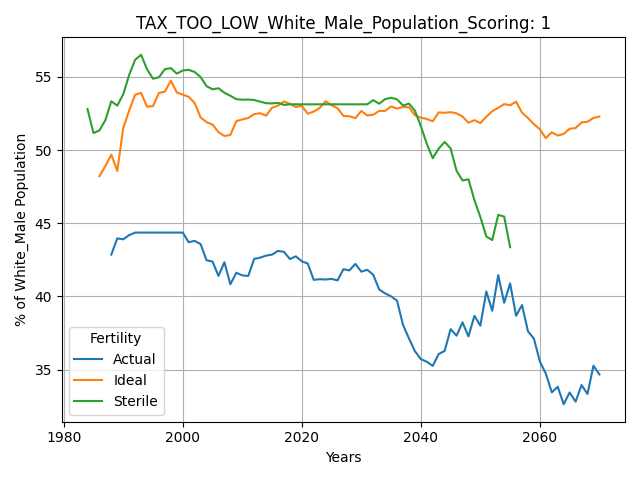 TAX_TOO_LOW_White_Male_Population_Scoring: 1
% of White_Male Population
55
50
45
40
35
Fertility
Actual
Ideal
Sterile
1980 2000 2020 2040 2060
Years